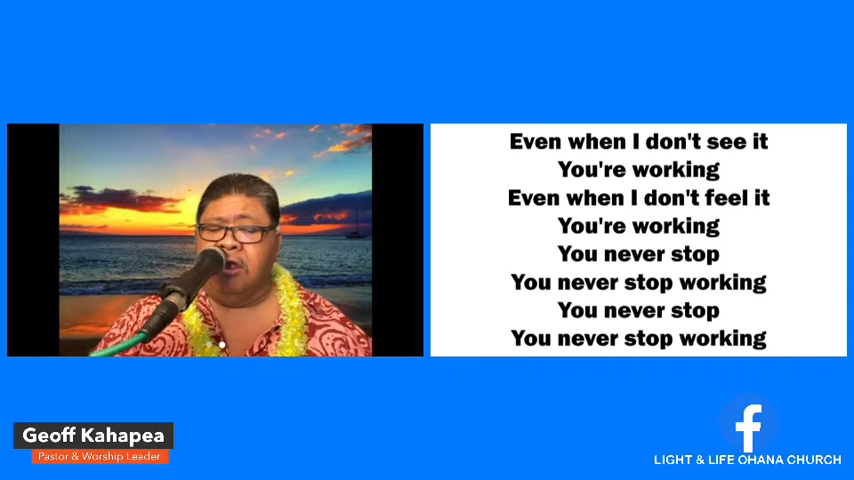 Even when I don't see it
You're working
Even when I don't feel it
You're working
You never stop
You never stop working
You never stop
You never stop working
Geoff Kahapea
Pastor & Worship Leader
LIGHT & LIFE OHANA CHURCH